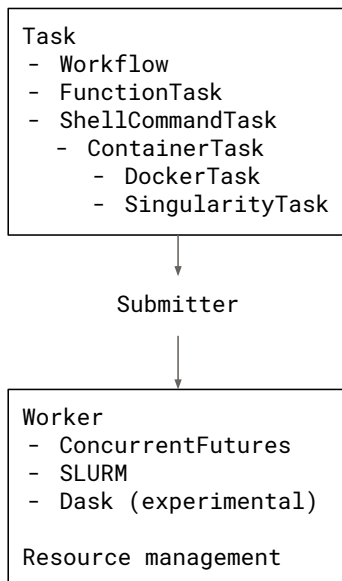 Task
- Workflow
- FunctionTask
- ShellCommandTask
- ContainerTask
- DockerTask
- SingularityTask
Submitter
Worker
- ConcurrentFutures
- SLURM
- Dask (experimental)
Resource management